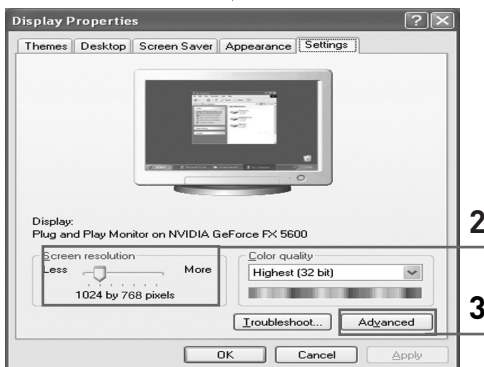 Display Properties
Themes Desktop Screen Saver Appearance Settings
Display:
Plug and Play Monitor on NVIDIA GeForce FX 5600
Screen resolution
Less More
1024 by 768 pixels
Color quality
Highest (32 bit)
2
Troubleshoot... Advanced
3
OK Cancel Apply